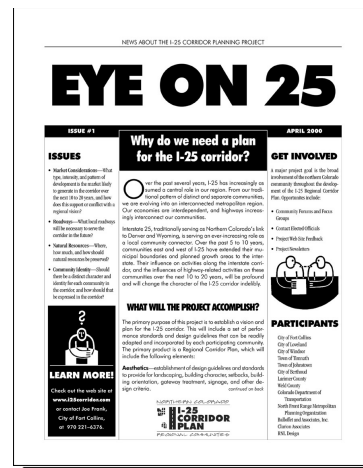 NEWS ABOUT THE I-25 CORRIDOR PLANNING PROJECT
EYE ON 25
ISSUE #1
ISSUES
• Market Considerations—What
type, intensity, and pattern of
development is the market likely
to generate in the corridor over
the next 10 to 20 years, and how
does this support or conflict with a
regional vision?
• Roadways—What local roadways
will be necessary to serve the
corridor in the future?
• Natural Resources—Where,
how much, and how should
natural resources be preserved?
• Community Identity—Should
there be a distinct character and
identity for each community in
the corridor; and how should that
be expressed in the corridor?
LEARN MORE!
Check out the web site at
www.i25corridor.com
or contact Joe Frank,
City of Fort Collins,
at 970 221-6376.
Why do we need a plan
for the I-25 corridor?
Over the past several years, I-25 has increasingly as-
sumed a central role in our region. From our tradi-
tional pattern of distinct and separate communities,
we are evolving into an interconnected metropolitan region.
Our economies are interdependent, and highways increas-
ingly interconnect our communities.
Interstate 25, traditionally serving as Northern Colorado's link
to Denver and Wyoming, is serving an ever-increasing role as
a local community connector. Over the past 5 to 10 years,
communities east and west of I-25 have extended their mu-
nicipal boundaries and planned growth areas to the inter-
state. Their influence on activities along the interstate corri-
dor, and the influences of highway-related activities on these
communities over the next 10 to 20 years, will be profound
and will change the character of the I-25 corridor indelibly.
WHAT WILL THE PROJECT ACCOMPLISH?
The primary purpose of this project is to establish a vision and
plan for the I-25 corridor. This will include a set of perfor-
mance standards and design guidelines that can be readily
adapted and incorporated by each participating community.
The primary product is a Regional Corridor Plan, which will
include the following elements:
Aesthetics—establishment of design guidelines and standards
to provide for landscaping, building character, setbacks, build-
ing orientation, gateway treatment, signage, and other de-
sign criteria.
continued on back
NORTHERN COLORADO
I-25
CORRIDOR
PLAN
REGIONAL COMMUNITIES
APRIL 2000
GET INVOLVED
A major project goal is the broad
involvement of the northern Colorado
community throughout the develop-
ment of the I-25 Regional Corridor
Plan. Opportunities include:
• Community Forums and Focus
Groups
• Contact Elected Officials
• Project Web Site Feedback
• Project Newsletters
PARTICIPANTS
City of Fort Collins
City of Loveland
City of Windsor
Town of Timnath
Town of Johnstown
City of Berthoud
Larimer County
Weld County
Colorado Department of
Transportation
North Front Range Metropolitan
Planning Organization
Balloffet and Associates, Inc.
Clarion Associates
BNL Design